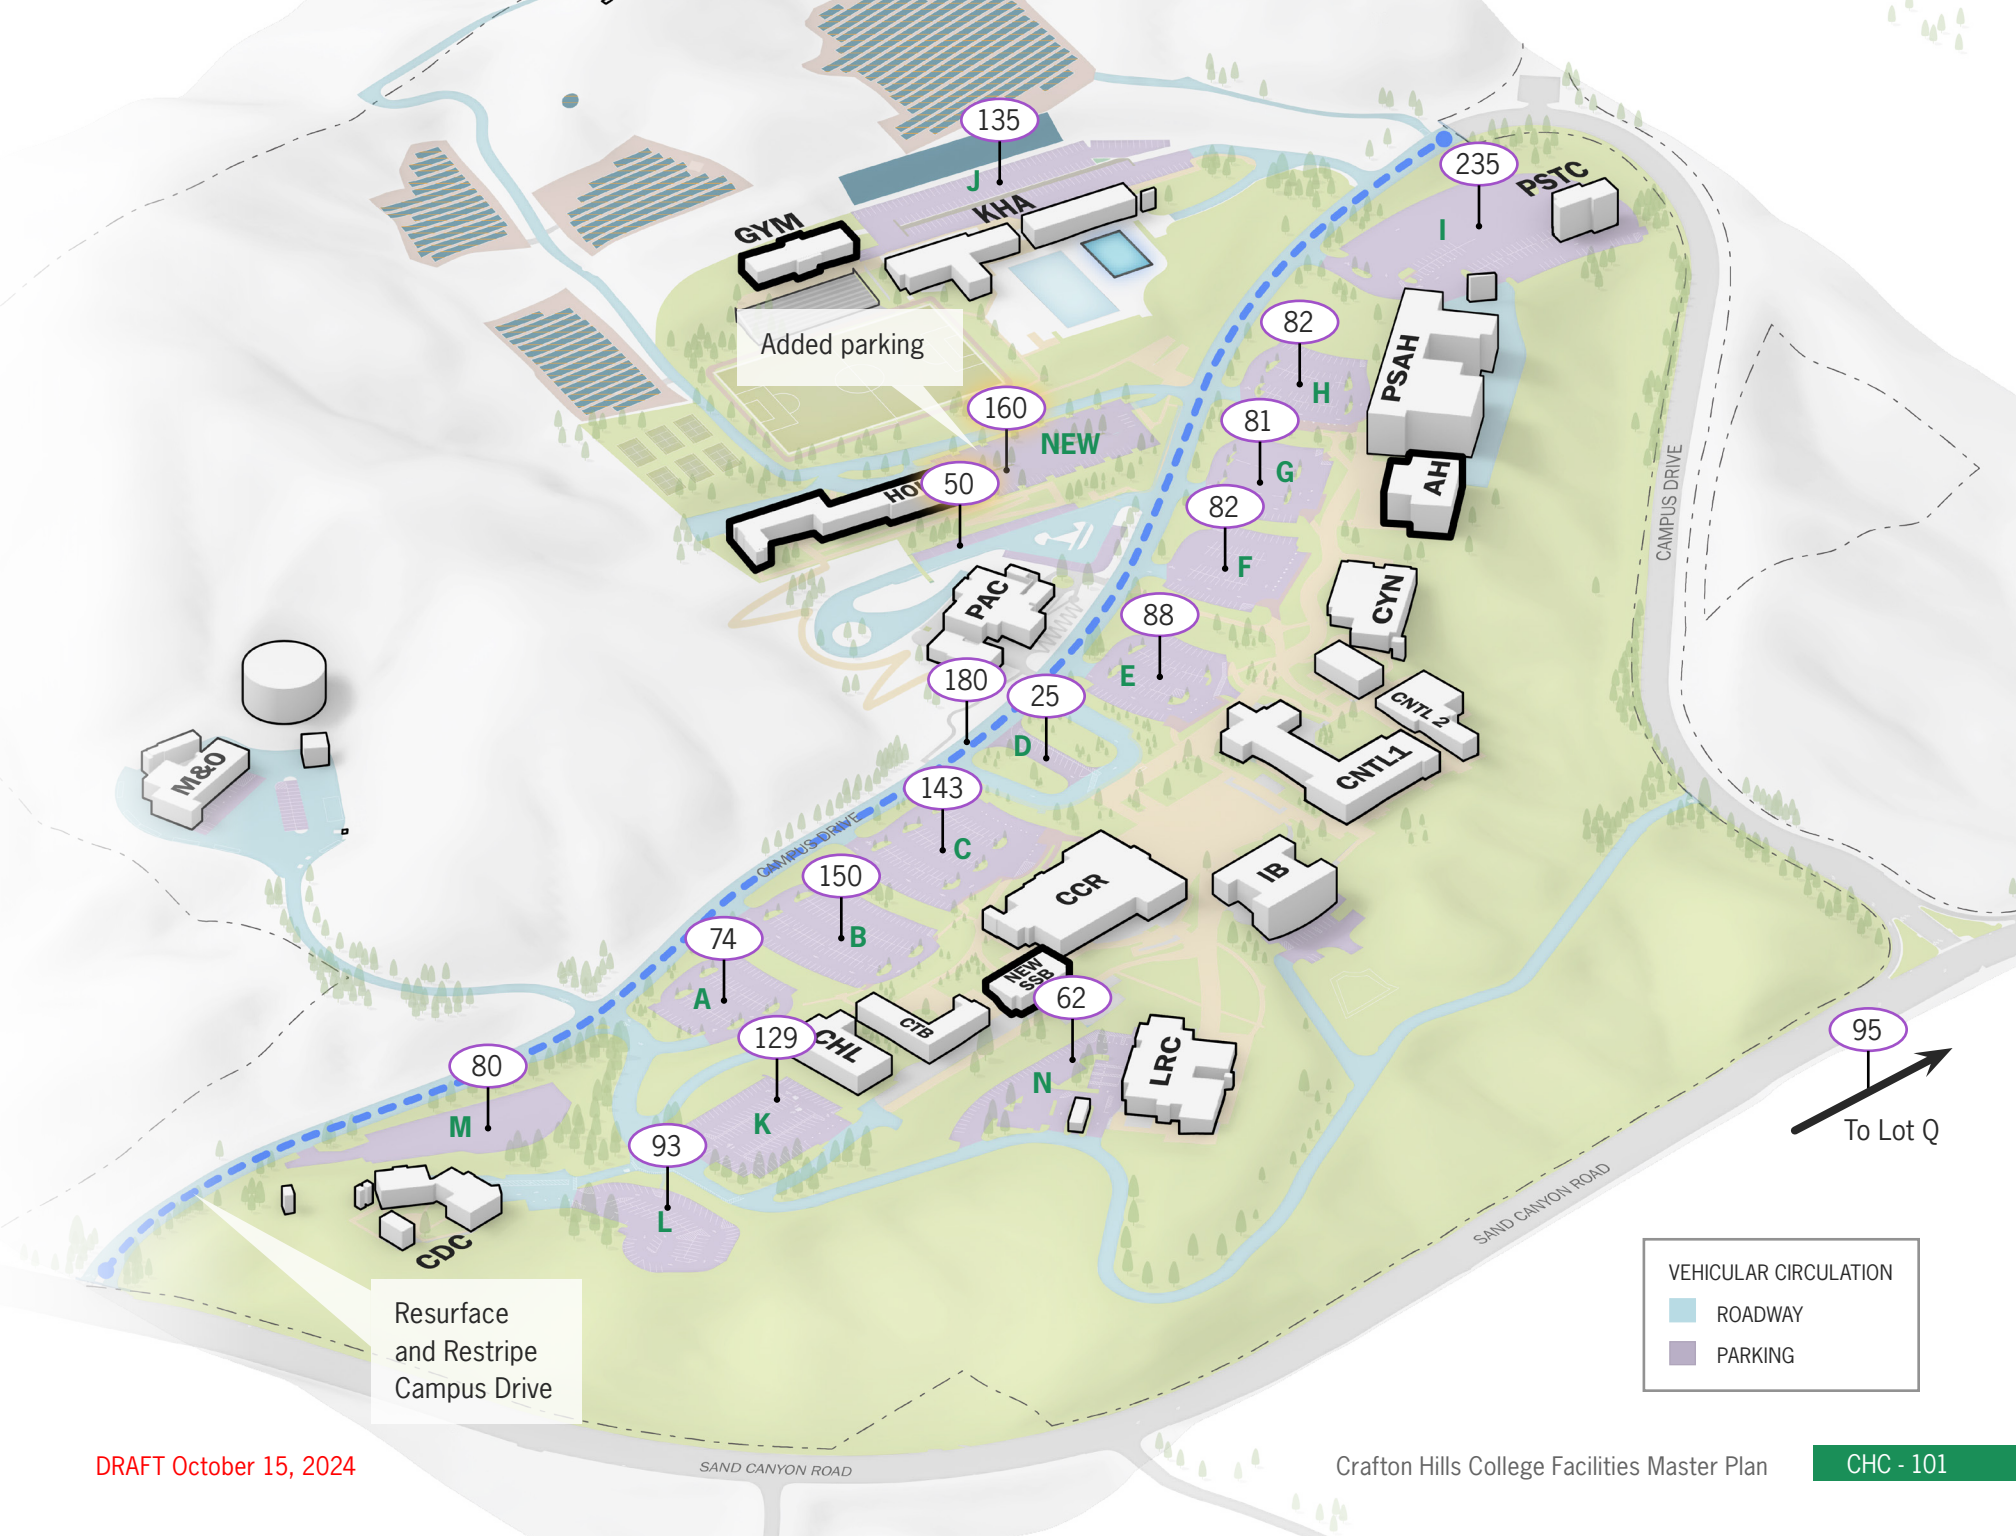 135
J
GYM
KHA
235
PSTC
I
82
H
PSAH
Added parking
160
NEW
81
G
AH
50
82
F
CAMPUS DRIVE
PAC
CYN
88
E
180
25
D
CNTL 2
CNTL1
M&O
143
C
CAMPUS DRIVE
150
B
CCR
IB
74
A
NEW
SSB
62
CTB
129
CHL
LRC
N
K
95
To Lot Q
80
M
93
L
CDC
SAND CANYON ROAD
Resurface
and Restripe
Campus Drive
VEHICULAR CIRCULATION
ROADWAY
PARKING
SAND CANYON ROAD
DRAFT October 15, 2024
Crafton Hills College Facilities Master Plan
CHC - 101